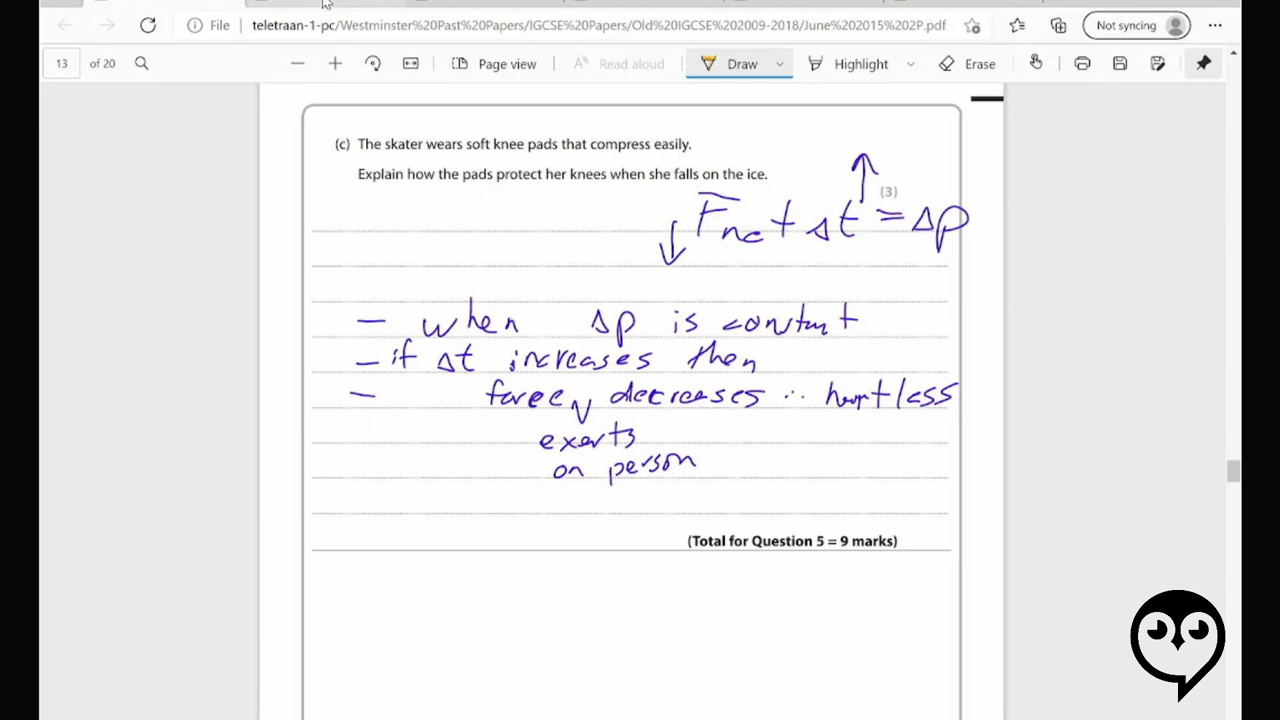 File
teletraan-1-pc/Westminster%20Past%20Papers/IGCSE%20Papers/Old%20IGCSE%202009-2018/June%202015%202P.pdf
Not syncing
13 of 20
Page view
Read aloud
Draw
Highlight
Erase
(c) The skater wears soft knee pads that compress easily.
Explain how the pads protect her knees when she falls on the ice.
(3)
↓ F̅net Δt ↑ = Δp
– when Δp is constant
– if Δt increases then
– force decreases ∴ hurt less
exerts
on person
(Total for Question 5 = 9 marks)